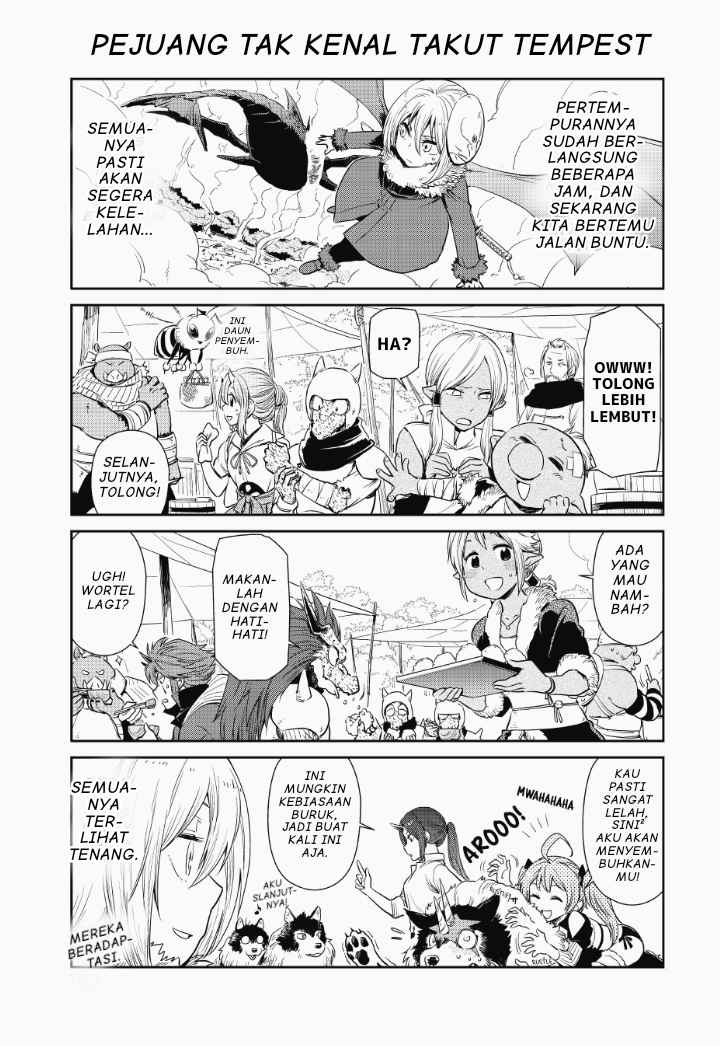 PEJUANG TAK KENAL TAKUT TEMPEST
PERTEM-
PURANNYA
SUDAH BER-
LANGSUNG
BEBERAPA
JAM, DAN
SEKARANG
KITA BERTEMU
JALAN BUNTU.
SEMUA-
NYA
PASTI
AKAN
SEGERA
KELE-
LAHAN...
OWWW!
TOLONG
LEBIH
LEMBUT!
HA?
INI
DAUN
PENYEM-
BUH.
SELAN-
JUTNYA,
TOLONG!
ADA
YANG
MAU
NAM-
BAH?
MAKAN-
LAH
DENGAN
HATI-
HATI!
UGH!
WORTEL
LAGI?
KAU
PASTI
SANGAT
LELAH,
SINI²
AKU AKAN
MENYEM-
BUHKAN-
MU!
MWAHAHAHA
AROOO!
RUSTLE
RUSTLE
INI
MUNGKIN
KEBIASAAN
BURUK,
JADI BUAT
KALI INI
AJA.
AKU
SLANJUT-
NYA!
SEMUA-
NYA
TER-
LIHAT
TENANG.
MEREKA
BERADAP-
TASI.